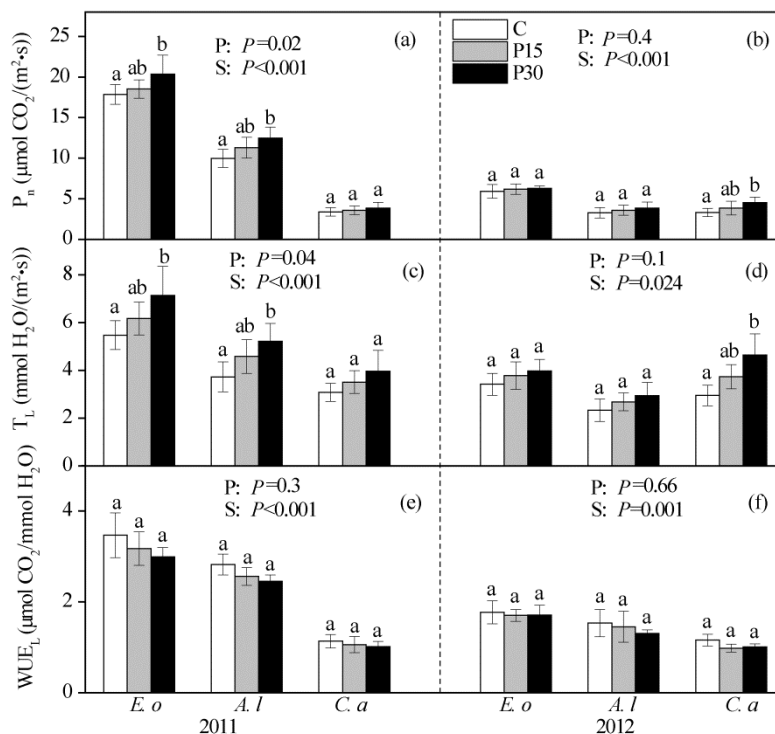 Pn (μmol CO2/(m2•s))
25
20
15
10
5
0
P: P=0.02
S: P<0.001
(a)
a ab b
a ab b
a a a
C
P15
P30
P: P=0.4
S: P<0.001
(b)
a a a
a a a
a ab b
TL (mmol H2O/(m2•s))
8
6
4
2
0
P: P=0.04
S: P<0.001
(c)
a ab b
a ab b
a a a
P: P=0.1
S: P=0.024
(d)
a a a
a a a
a ab b
WUEL (μmol CO2/mmol H2O)
4
2
0
P: P=0.3
S: P<0.001
(e)
a a a
a a a
a a a
P: P=0.66
S: P=0.001
(f)
a a a
a a a
a a a
E. o A. l C. a E. o A. l C. a
2011 2012